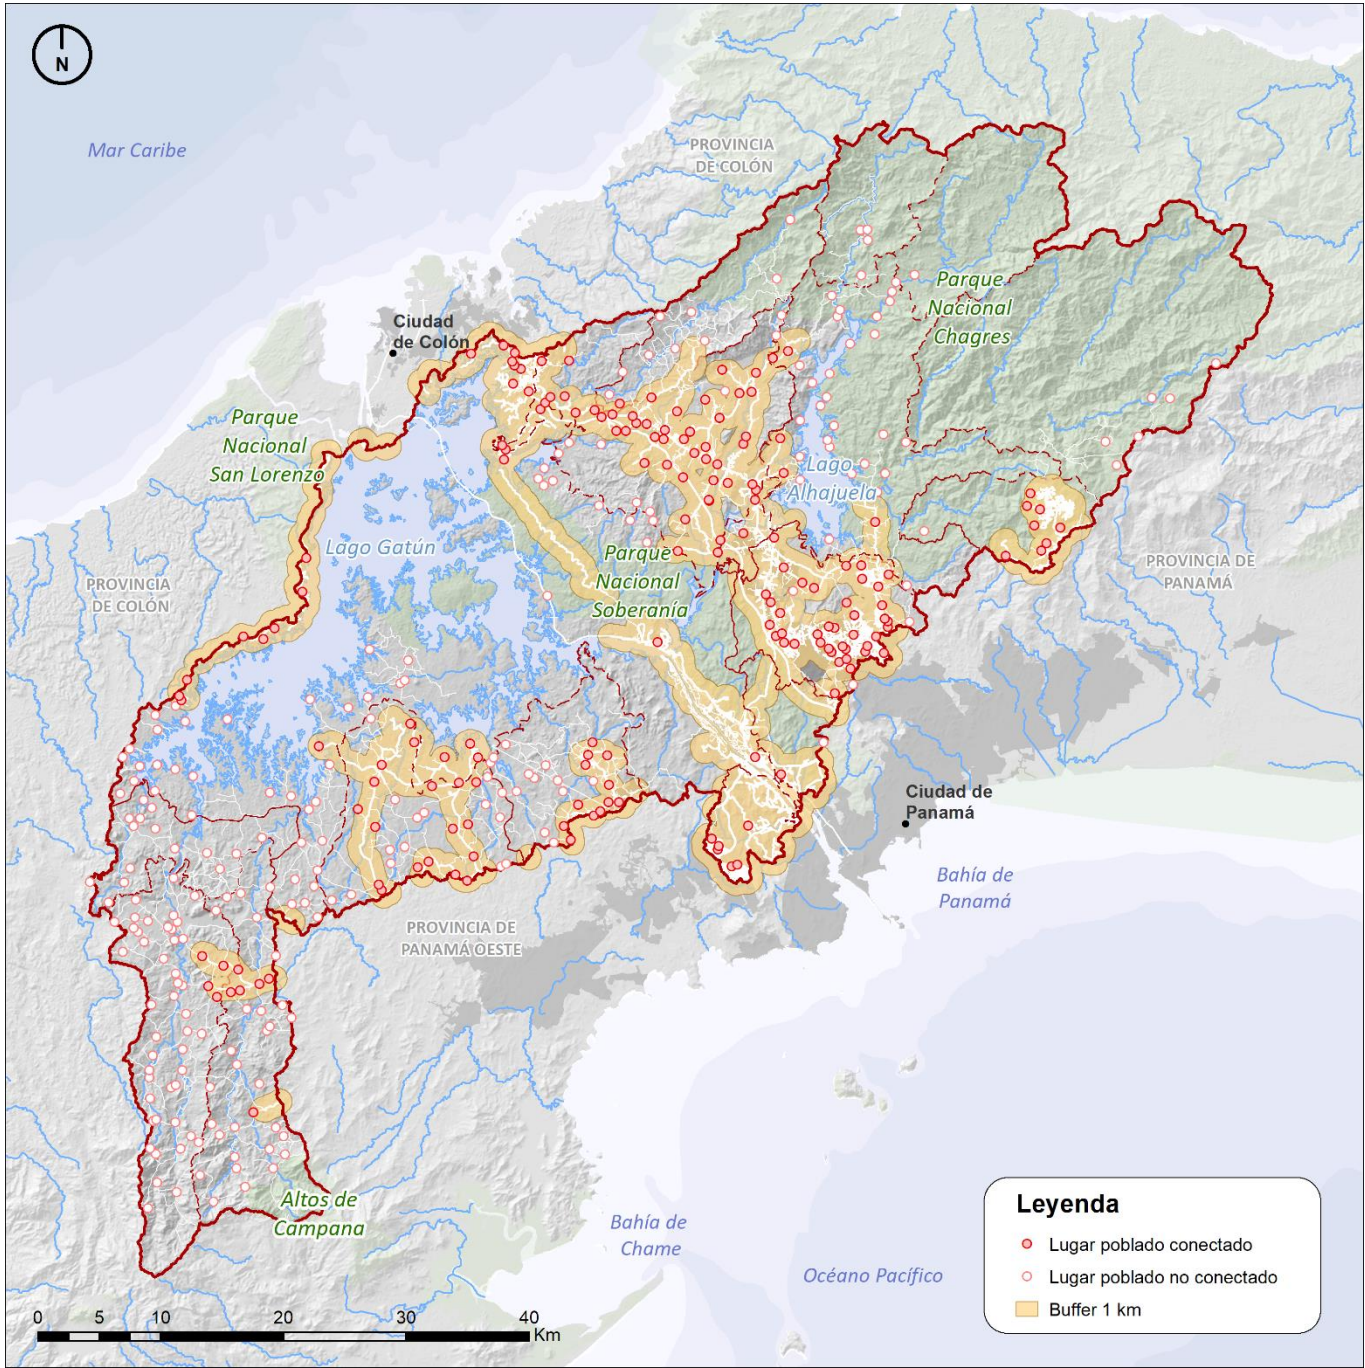 N
Mar Caribe
PROVINCIA
DE COLÓN
Parque
Nacional
Chagres
Ciudad
de Colón
Parque
Nacional
San Lorenzo
Lago
Alhajuela
Lago Gatún
PROVINCIA
DE COLÓN
Parque
Nacional
Soberanía
PROVINCIA DE
PANAMÁ
Ciudad de
Panamá
Bahía de
Panamá
PROVINCIA DE
PANAMÁ OESTE
Altos de
Campana
Bahía de
Chame
Océano Pacífico
Leyenda
Lugar poblado conectado
Lugar poblado no conectado
Buffer 1 km
0 5 10 20 30 40
Km